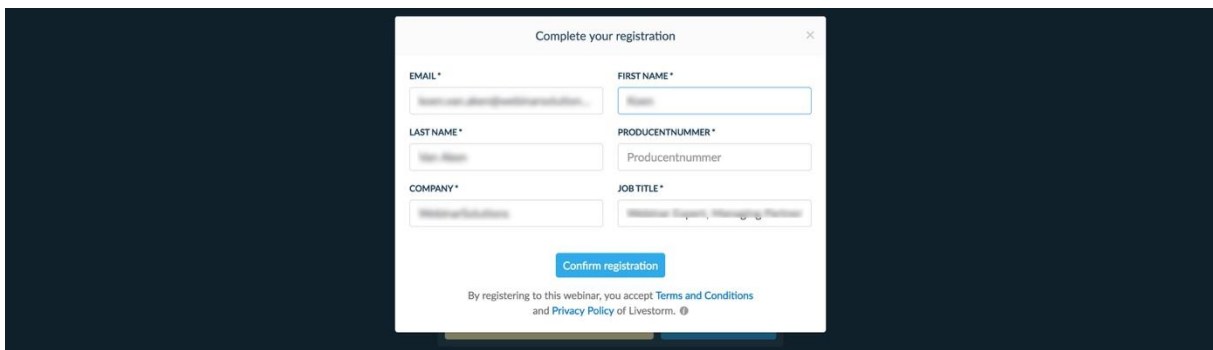 Complete your registration ×
EMAIL * FIRST NAME *
LAST NAME * PRODUCENTNUMMER *
Producentnummer
COMPANY * JOB TITLE *
Confirm registration
By registering to this webinar, you accept Terms and Conditions
and Privacy Policy of Livestorm.